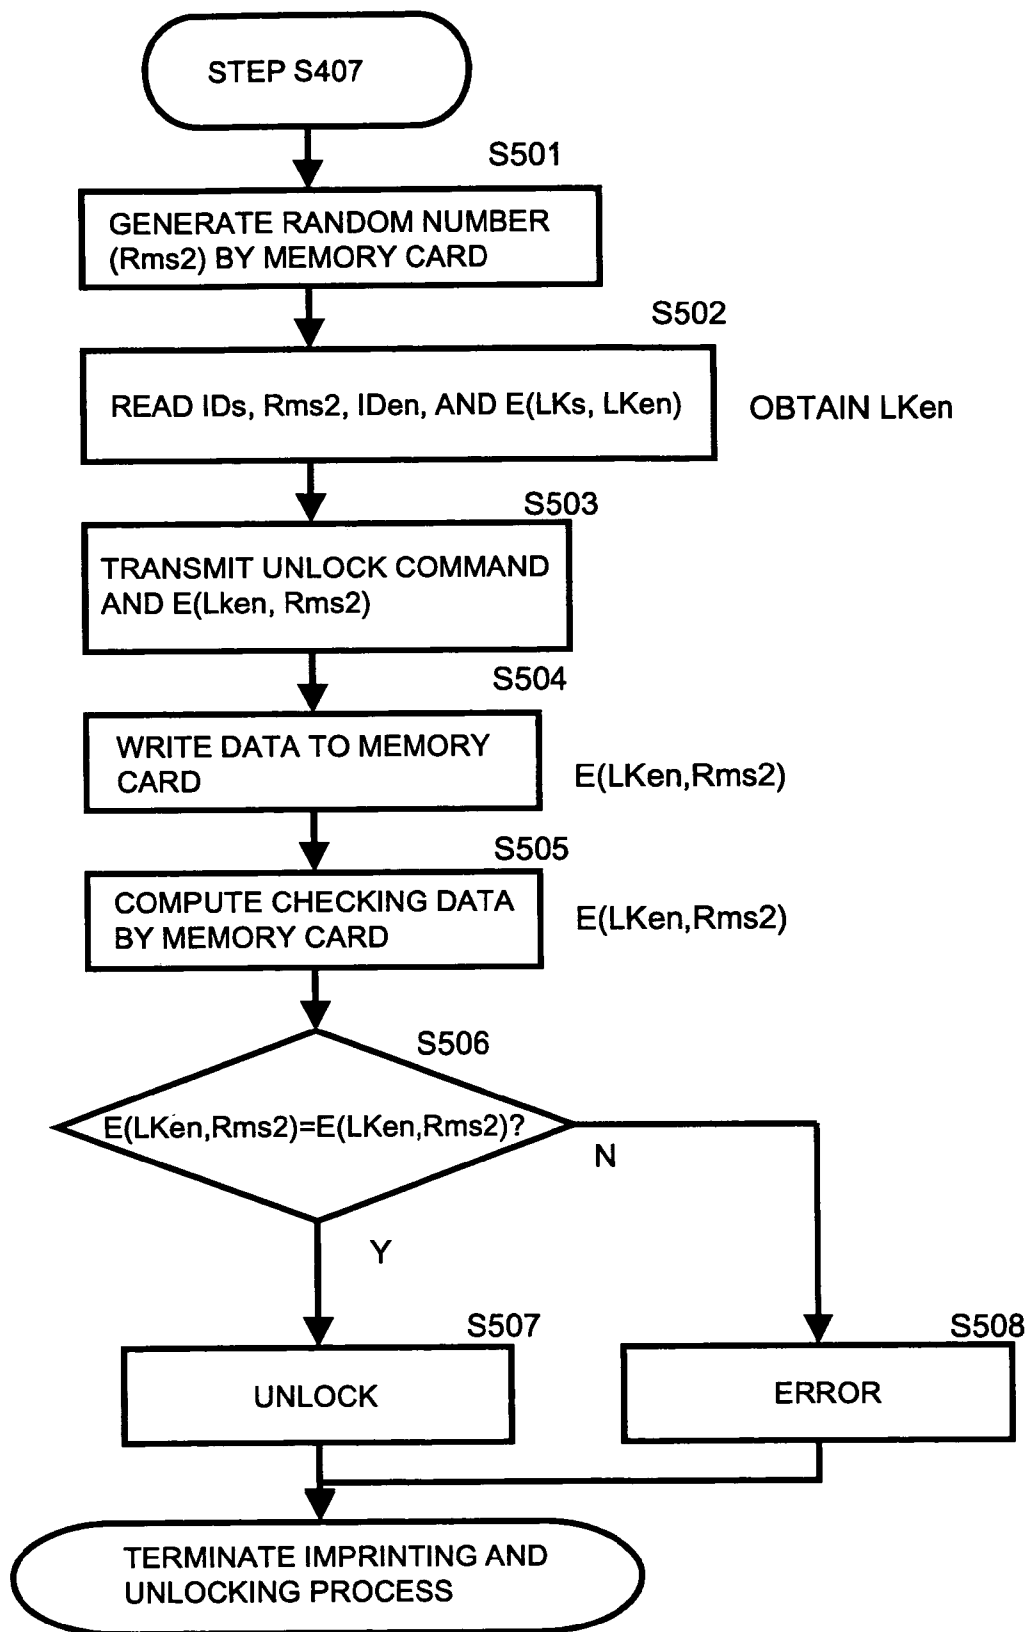 STEP S407
S501
GENERATE RANDOM NUMBER
(Rms2) BY MEMORY CARD
S502
READ IDs, Rms2, IDen, AND E(LKs, LKen)
OBTAIN LKen
S503
TRANSMIT UNLOCK COMMAND
AND E(Lken, Rms2)
S504
WRITE DATA TO MEMORY
CARD
E(LKen,Rms2)
S505
COMPUTE CHECKING DATA
BY MEMORY CARD
E(LKen,Rms2)
S506
E(LKen,Rms2)=E(LKen,Rms2)?
N
Y
S507
UNLOCK
S508
ERROR
TERMINATE IMPRINTING AND
UNLOCKING PROCESS